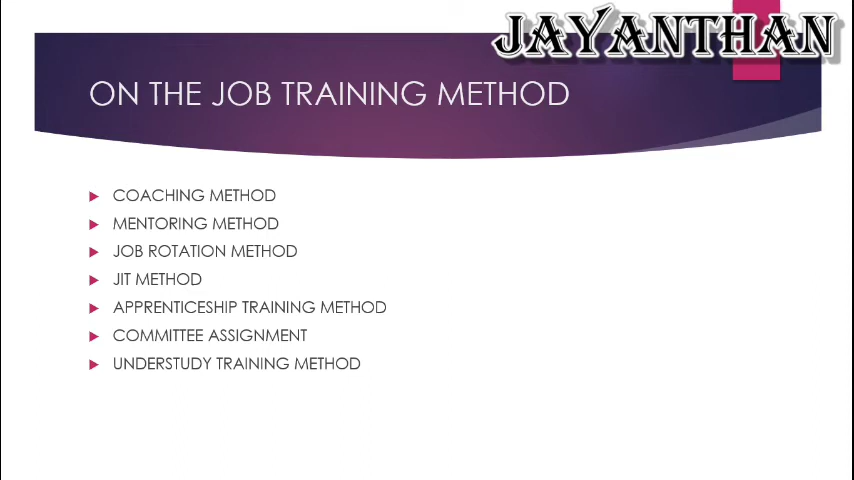 JAYANTHAN
ON THE JOB TRAINING METHOD
COACHING METHOD
MENTORING METHOD
JOB ROTATION METHOD
JIT METHOD
APPRENTICESHIP TRAINING METHOD
COMMITTEE ASSIGNMENT
UNDERSTUDY TRAINING METHOD